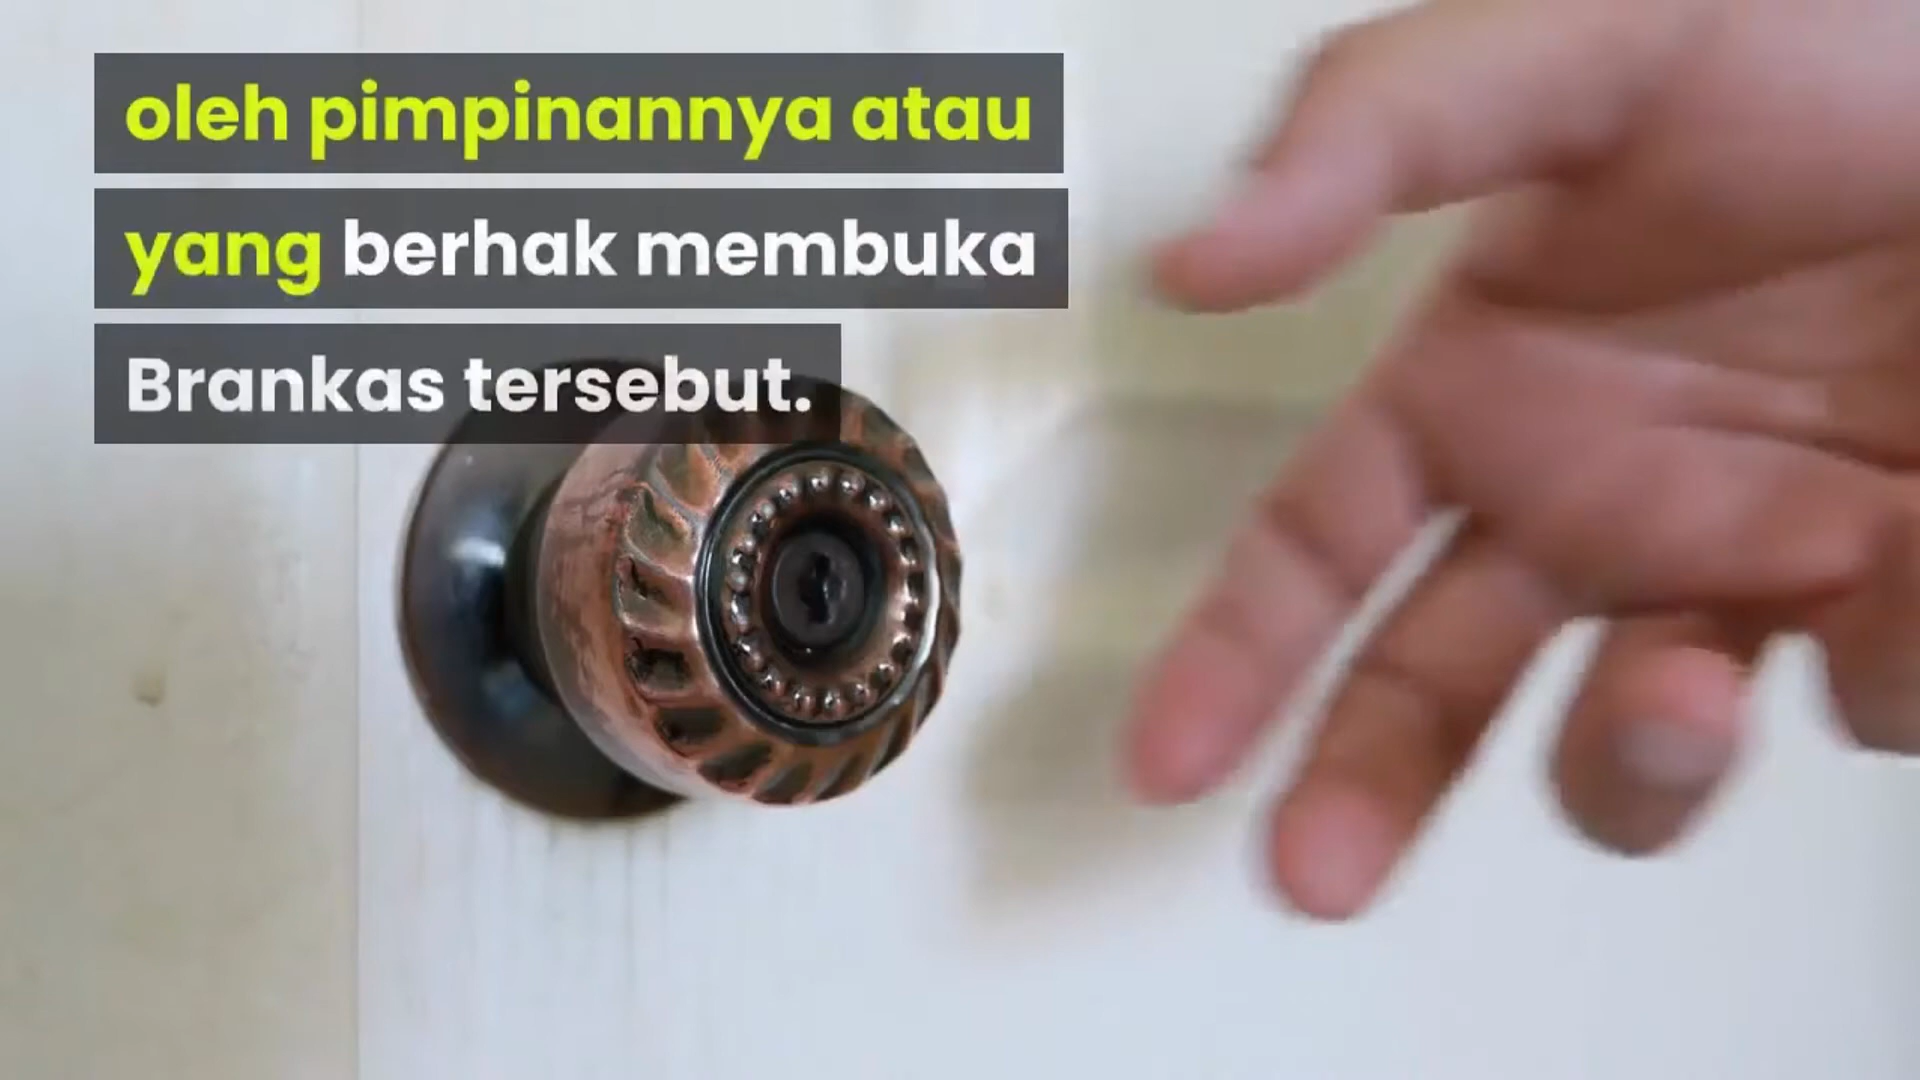 oleh pimpinannya atau
yang berhak membuka
Brankas tersebut.